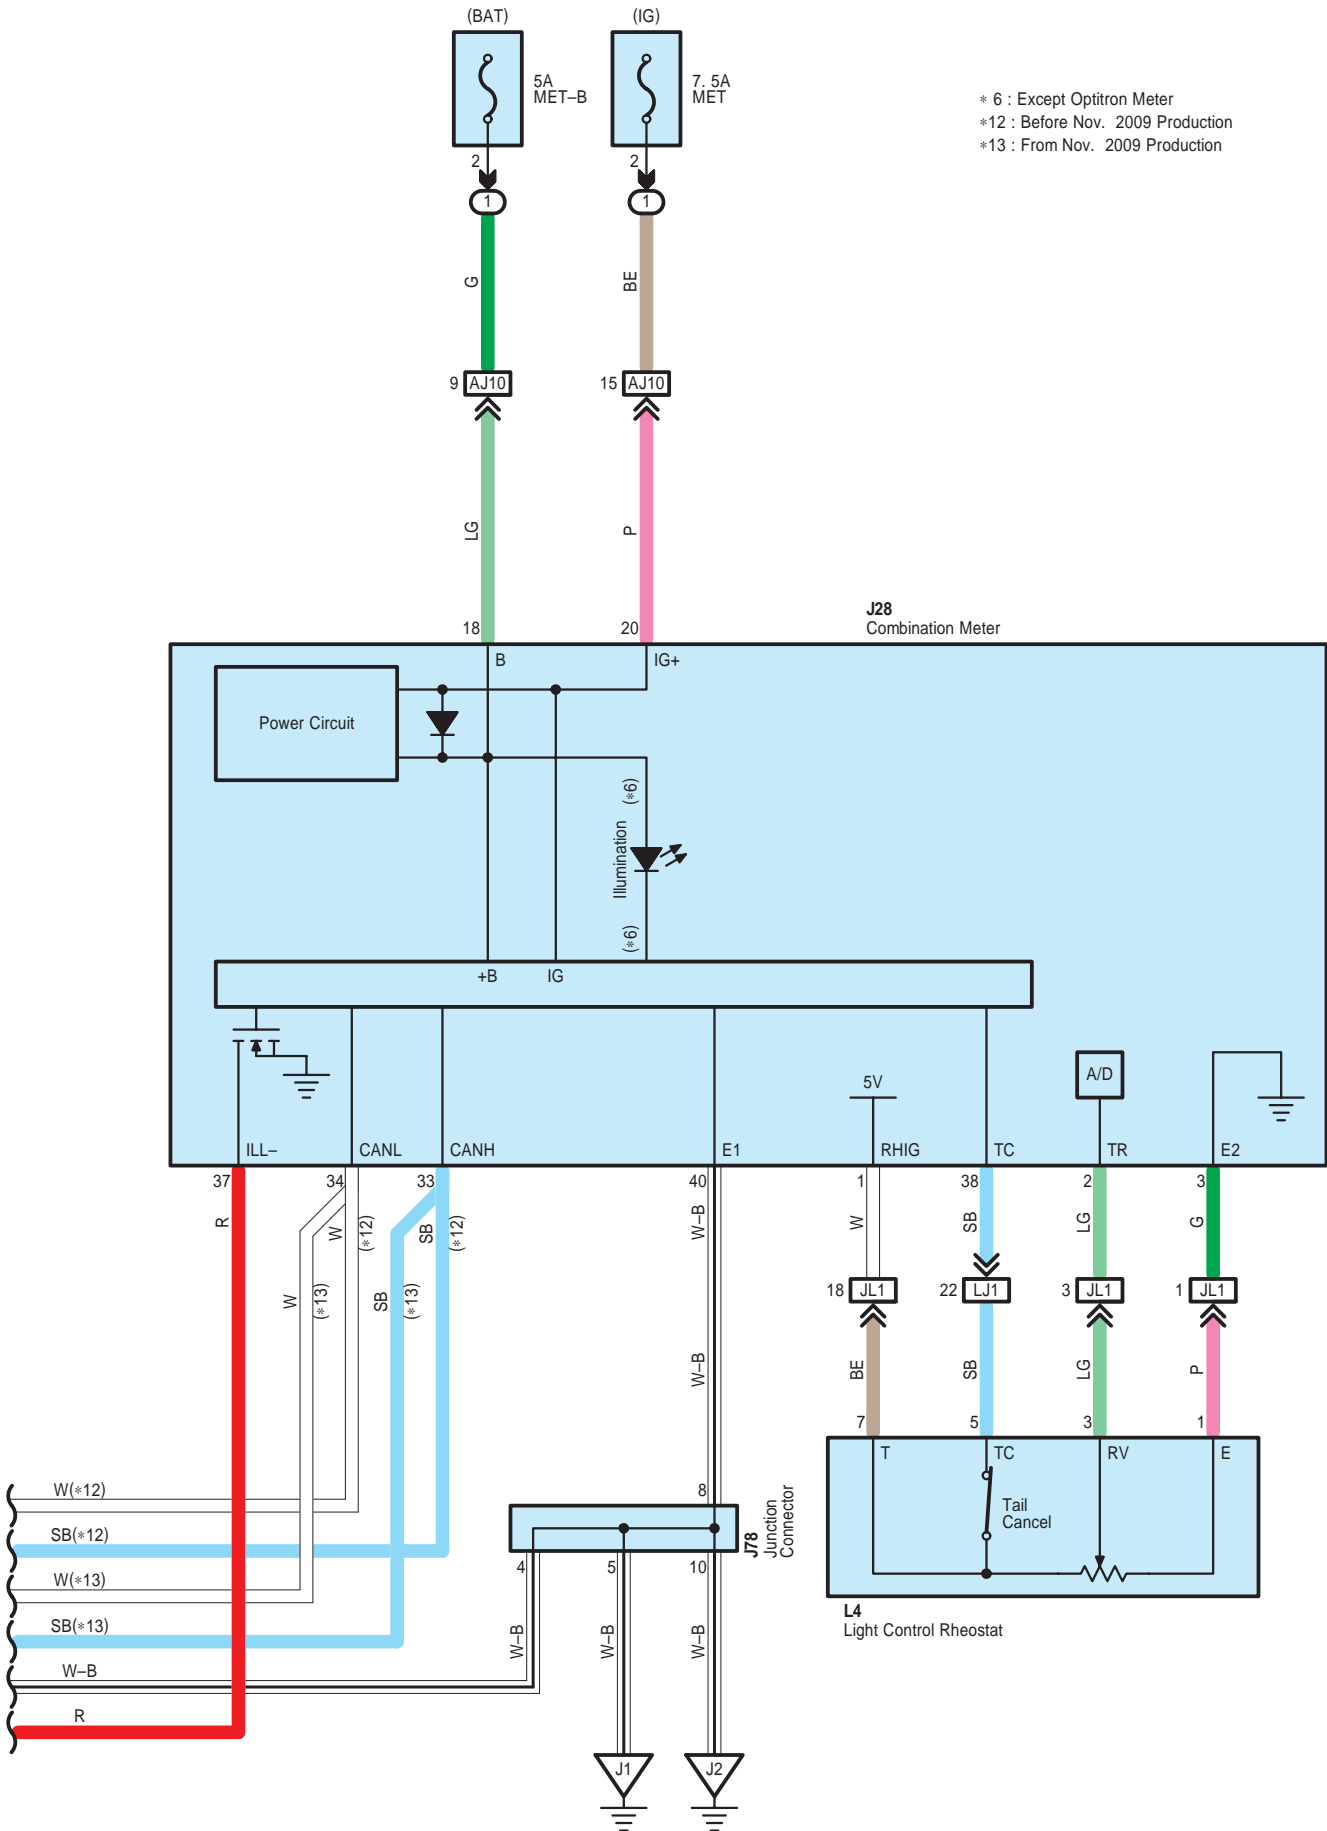 (BAT)
(IG)
5A
MET–B
7. 5A
MET
2
2
1
1
* 6 : Except Optitron Meter
*12 : Before Nov. 2009 Production
*13 : From Nov. 2009 Production
G
BE
9 AJ10
15 AJ10
LG
P
18
20
J28
Combination Meter
B
IG+
Power Circuit
(*6)
Illumination
(*6)
+B
IG
5V
A/D
ILL–
CANL
CANH
E1
RHIG
TC
TR
E2
37
34
33
40
1
38
2
3
R
W
(*12)
SB
(*12)
W–B
W
SB
LG
G
W
(*13)
SB
(*13)
18 JL1
22 LJ1
3 JL1
1 JL1
W–B
BE
SB
LG
P
7
5
3
1
T
TC
RV
E
Tail
Cancel
W(*12)
SB(*12)
W(*13)
SB(*13)
W–B
R
8
J78
Junction
Connector
4
5
10
W–B
W–B
W–B
L4
Light Control Rheostat
J1
J2